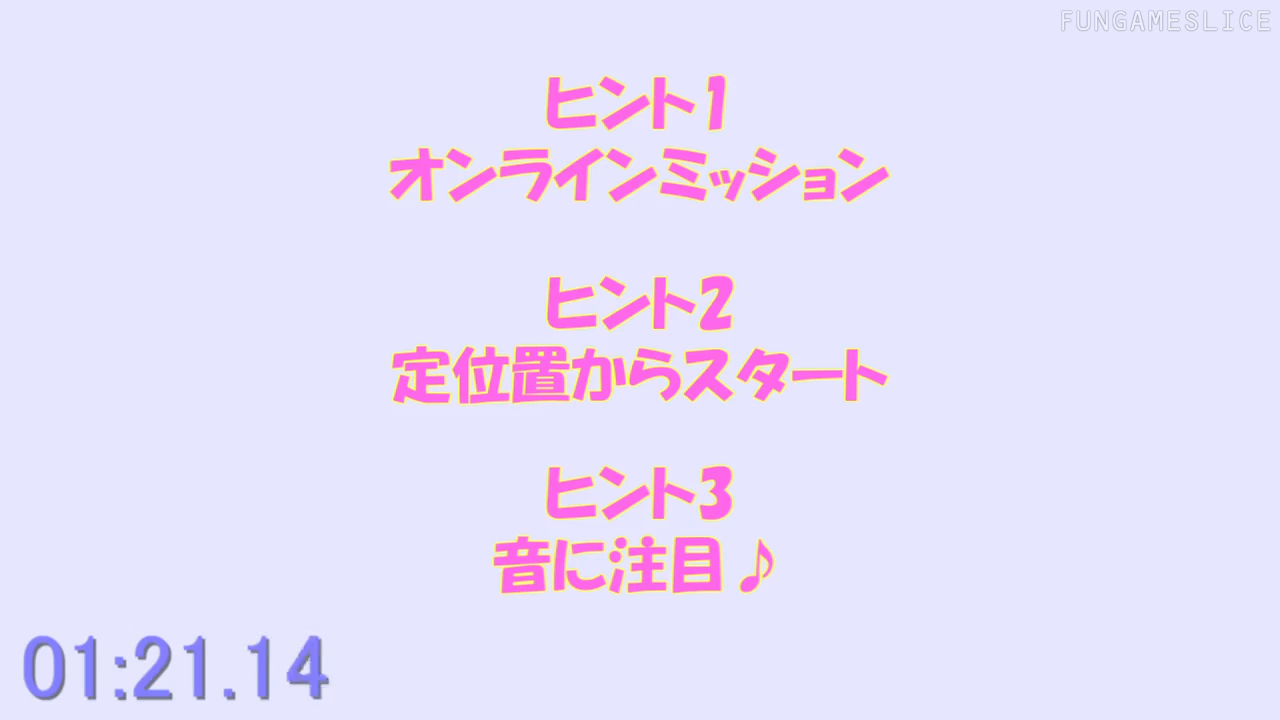 FUNGAMESLICE
ヒント1
オンラインミッション
ヒント2
定位置からスタート
ヒント3
音に注目♪
01:21.14